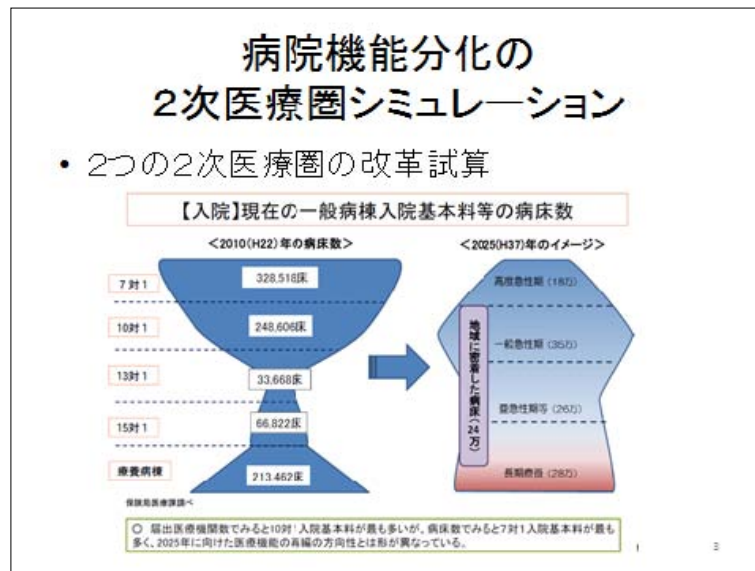 病院機能分化の
2次医療圏シミュレーション
• 2つの2次医療圏の改革試算
【入院】現在の一般病棟入院基本料等の病床数
＜2010(H22)年の病床数＞
7対1
328,518床
10対1
248,606床
13対1
33,668床
15対1
66,822床
療養病棟
213,462床
保険局医療課調べ
＜2025(H37)年のイメージ＞
高度急性期 (18万)
一般急性期 (35万)
亜急性期等 (26万)
長期療養 (28万)
地域に密着した病床(24万)
○ 届出医療機関数でみると10対1入院基本料が最も多いが、病床数でみると7対1入院基本料が最も
多く、2025年に向けた医療機能の再編の方向性とは形が異なっている。
1
3